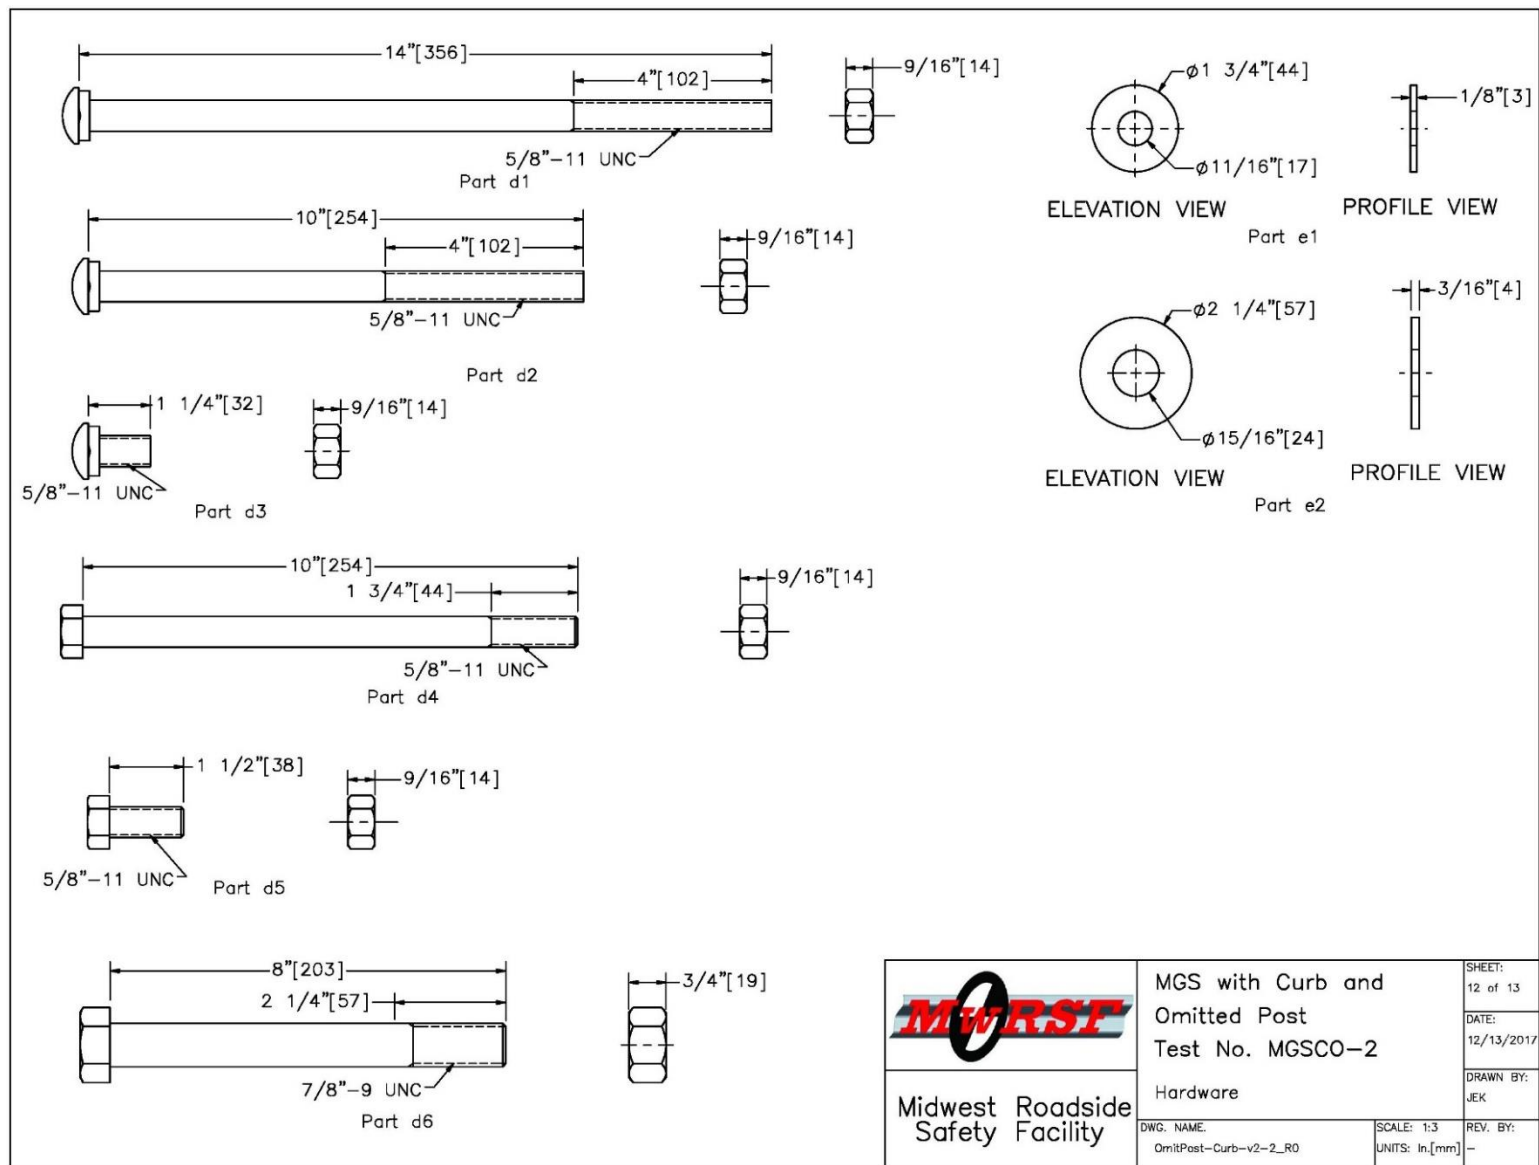 14"[356]
4"[102]
9/16"[14]
5/8"-11 UNC
Part d1
10"[254]
4"[102]
9/16"[14]
5/8"-11 UNC
Part d2
1 1/4"[32]
9/16"[14]
5/8"-11 UNC
Part d3
10"[254]
1 3/4"[44]
9/16"[14]
5/8"-11 UNC
Part d4
1 1/2"[38]
9/16"[14]
5/8"-11 UNC
Part d5
8"[203]
2 1/4"[57]
3/4"[19]
7/8"-9 UNC
Part d6
ø1 3/4"[44]
1/8"[3]
ø11/16"[17]
ELEVATION VIEW
PROFILE VIEW
Part e1
3/16"[4]
ø2 1/4"[57]
ø15/16"[24]
ELEVATION VIEW
PROFILE VIEW
Part e2
MWRSF
Midwest Roadside
Safety Facility
MGS with Curb and
Omitted Post
Test No. MGSCO-2
Hardware
DWG. NAME.
OmitPost-Curb-v2-2_R0
SCALE: 1:3
UNITS: In.[mm]
SHEET:
12 of 13
DATE:
12/13/2017
DRAWN BY:
JEK
REV. BY:
-